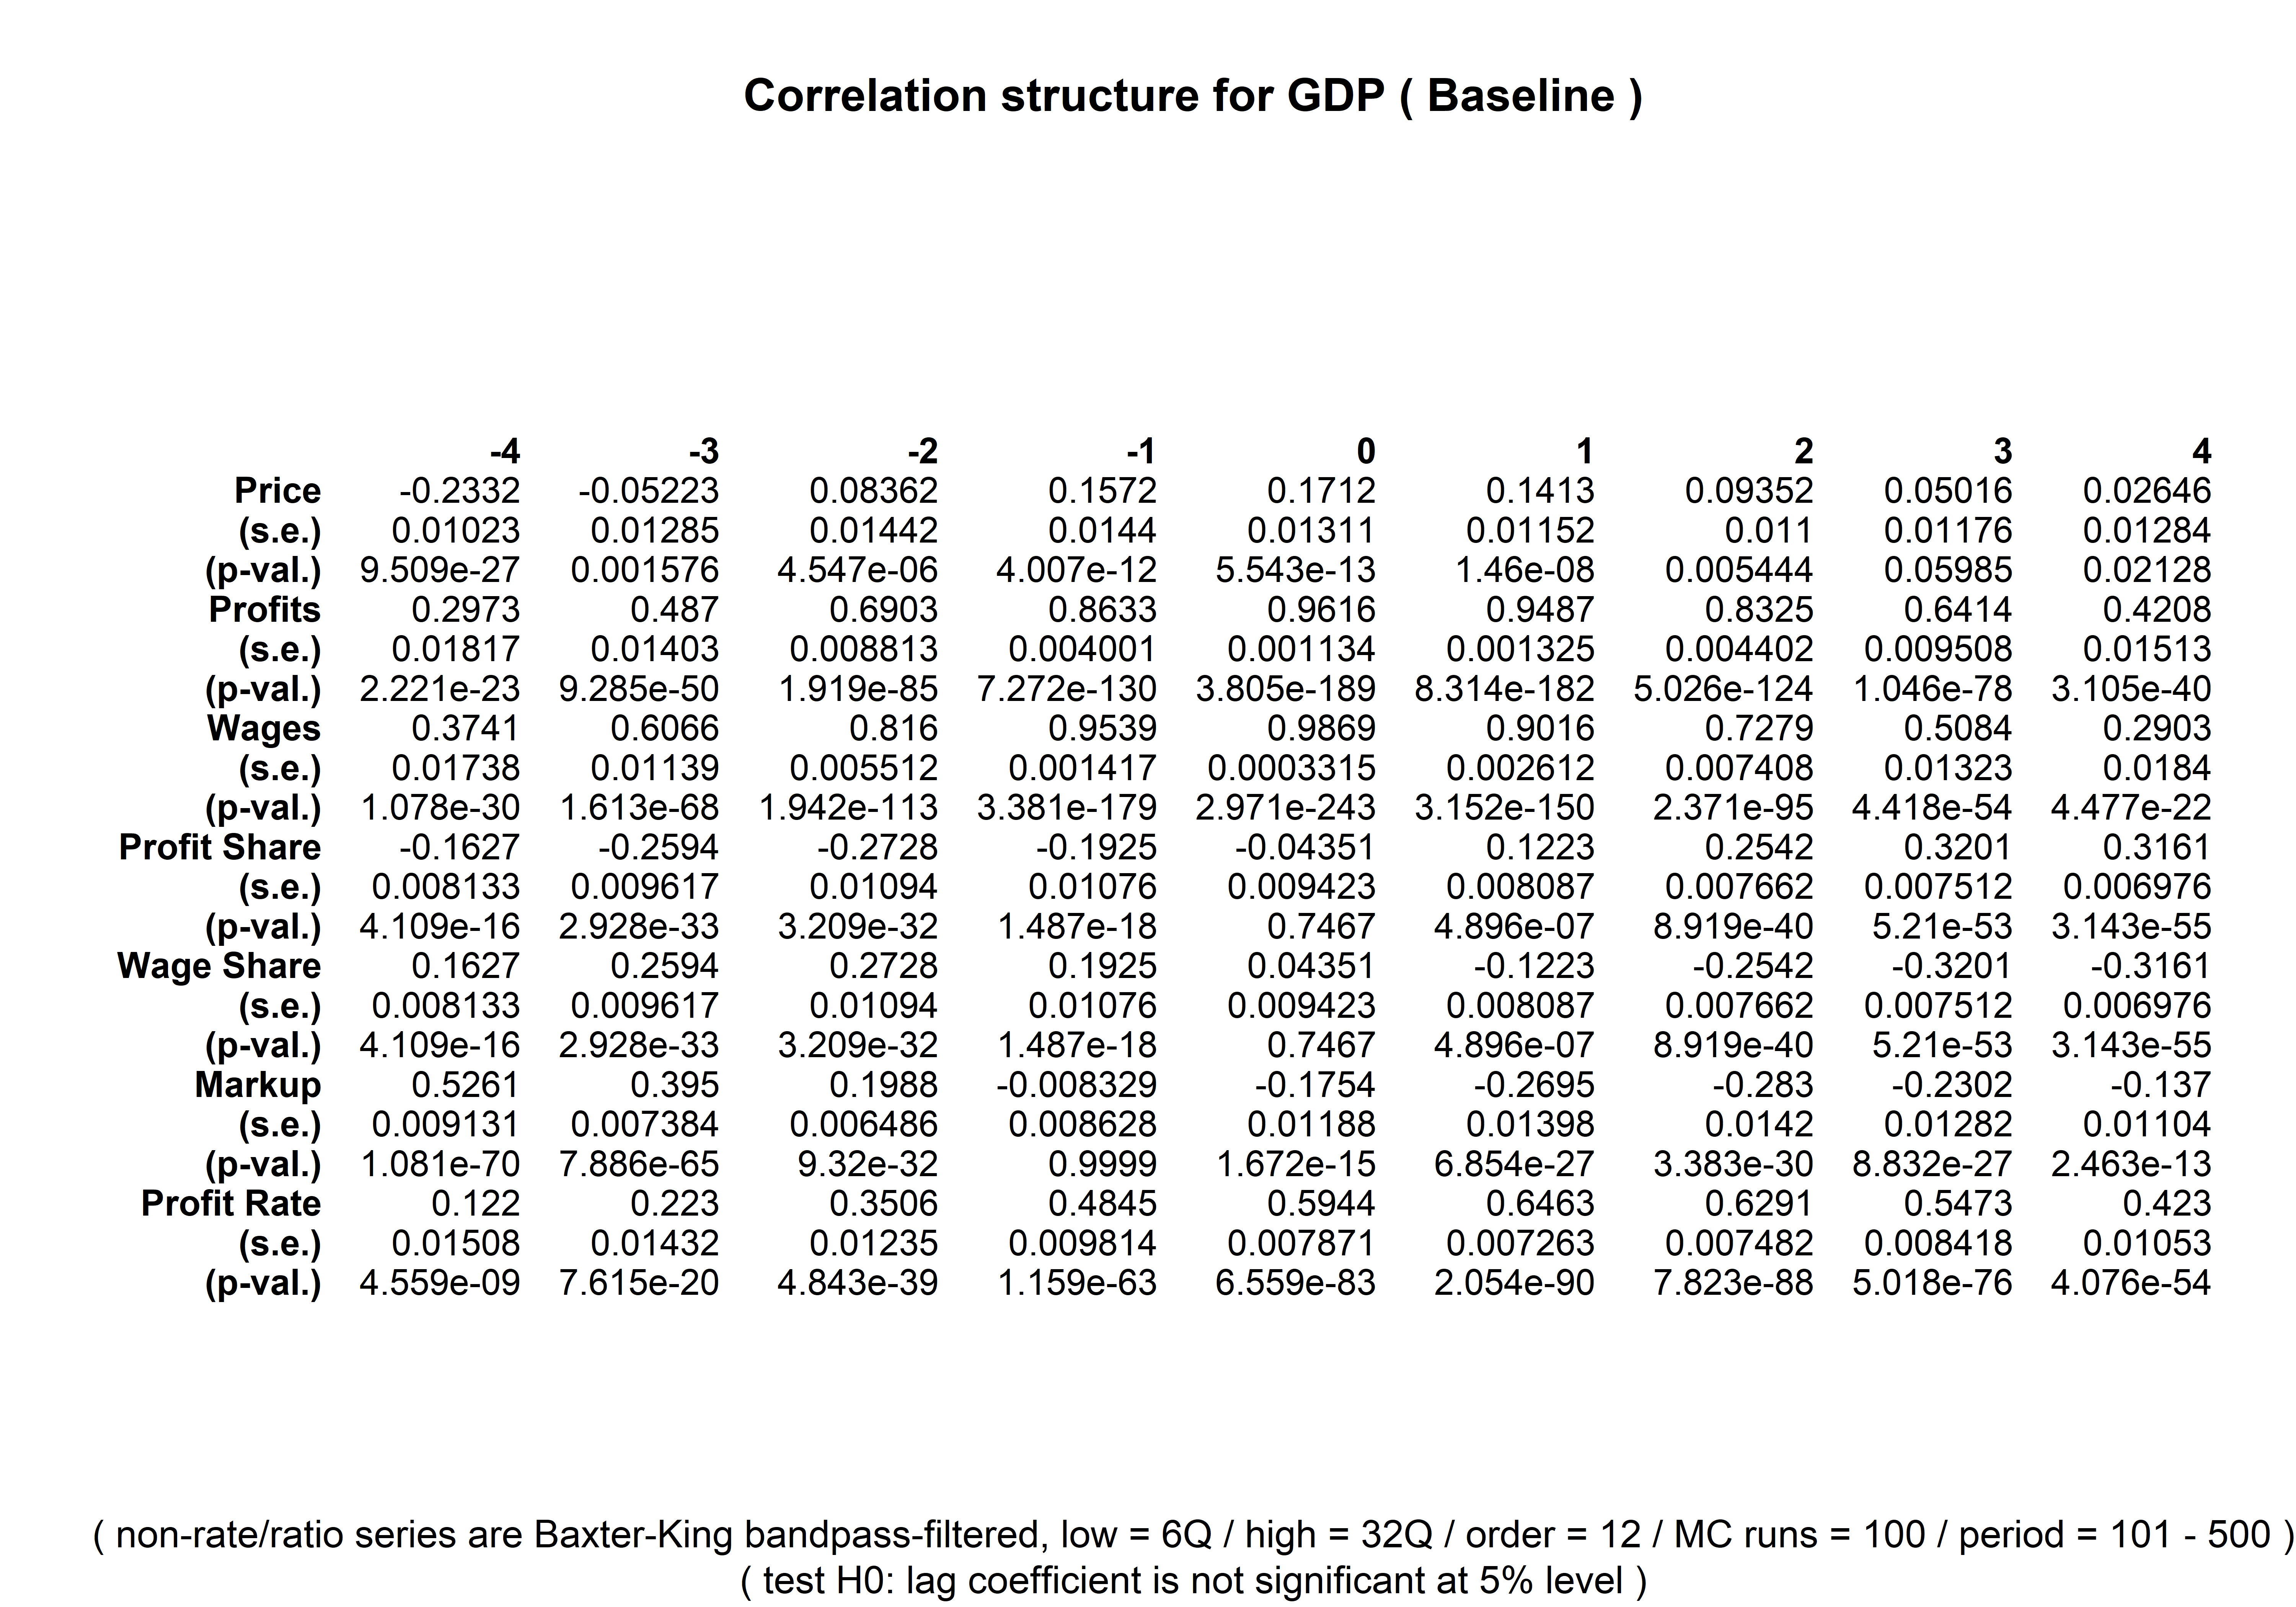 Correlation structure for GDP ( Baseline )
-4 -3 -2 -1 0 1 2 3 4
Price -0.2332 -0.05223 0.08362 0.1572 0.1712 0.1413 0.09352 0.05016 0.02646
(s.e.) 0.01023 0.01285 0.01442 0.0144 0.01311 0.01152 0.011 0.01176 0.01284
(p-val.) 9.509e-27 0.001576 4.547e-06 4.007e-12 5.543e-13 1.46e-08 0.005444 0.05985 0.02128
Profits 0.2973 0.487 0.6903 0.8633 0.9616 0.9487 0.8325 0.6414 0.4208
(s.e.) 0.01817 0.01403 0.008813 0.004001 0.001134 0.001325 0.004402 0.009508 0.01513
(p-val.) 2.221e-23 9.285e-50 1.919e-85 7.272e-130 3.805e-189 8.314e-182 5.026e-124 1.046e-78 3.105e-40
Wages 0.3741 0.6066 0.816 0.9539 0.9869 0.9016 0.7279 0.5084 0.2903
(s.e.) 0.01738 0.01139 0.005512 0.001417 0.0003315 0.002612 0.007408 0.01323 0.0184
(p-val.) 1.078e-30 1.613e-68 1.942e-113 3.381e-179 2.971e-243 3.152e-150 2.371e-95 4.418e-54 4.477e-22
Profit Share -0.1627 -0.2594 -0.2728 -0.1925 -0.04351 0.1223 0.2542 0.3201 0.3161
(s.e.) 0.008133 0.009617 0.01094 0.01076 0.009423 0.008087 0.007662 0.007512 0.006976
(p-val.) 4.109e-16 2.928e-33 3.209e-32 1.487e-18 0.7467 4.896e-07 8.919e-40 5.21e-53 3.143e-55
Wage Share 0.1627 0.2594 0.2728 0.1925 0.04351 -0.1223 -0.2542 -0.3201 -0.3161
(s.e.) 0.008133 0.009617 0.01094 0.01076 0.009423 0.008087 0.007662 0.007512 0.006976
(p-val.) 4.109e-16 2.928e-33 3.209e-32 1.487e-18 0.7467 4.896e-07 8.919e-40 5.21e-53 3.143e-55
Markup 0.5261 0.395 0.1988 -0.008329 -0.1754 -0.2695 -0.283 -0.2302 -0.137
(s.e.) 0.009131 0.007384 0.006486 0.008628 0.01188 0.01398 0.0142 0.01282 0.01104
(p-val.) 1.081e-70 7.886e-65 9.32e-32 0.9999 1.672e-15 6.854e-27 3.383e-30 8.832e-27 2.463e-13
Profit Rate 0.122 0.223 0.3506 0.4845 0.5944 0.6463 0.6291 0.5473 0.423
(s.e.) 0.01508 0.01432 0.01235 0.009814 0.007871 0.007263 0.007482 0.008418 0.01053
(p-val.) 4.559e-09 7.615e-20 4.843e-39 1.159e-63 6.559e-83 2.054e-90 7.823e-88 5.018e-76 4.076e-54
( non-rate/ratio series are Baxter-King bandpass-filtered, low = 6Q / high = 32Q / order = 12 / MC runs = 100 / period = 101 - 500 )
( test H0: lag coefficient is not significant at 5% level )